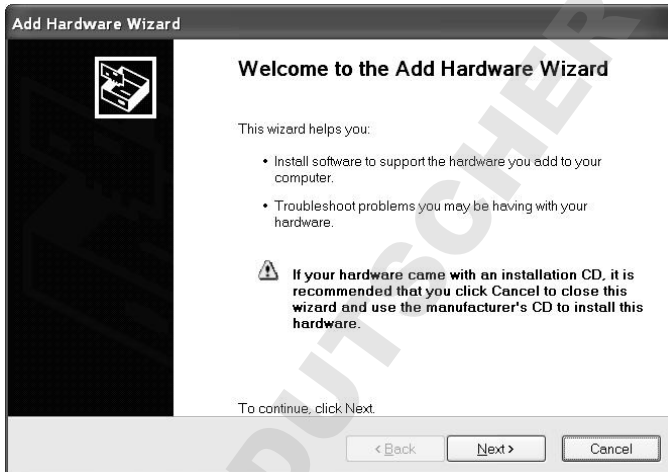 Add Hardware Wizard
Welcome to the Add Hardware Wizard
This wizard helps you:
• Install software to support the hardware you add to your
computer.
• Troubleshoot problems you may be having with your
hardware.
If your hardware came with an installation CD, it is
recommended that you click Cancel to close this
wizard and use the manufacturer's CD to install this
hardware.
To continue, click Next.
< Back Next > Cancel
DUTSCHER